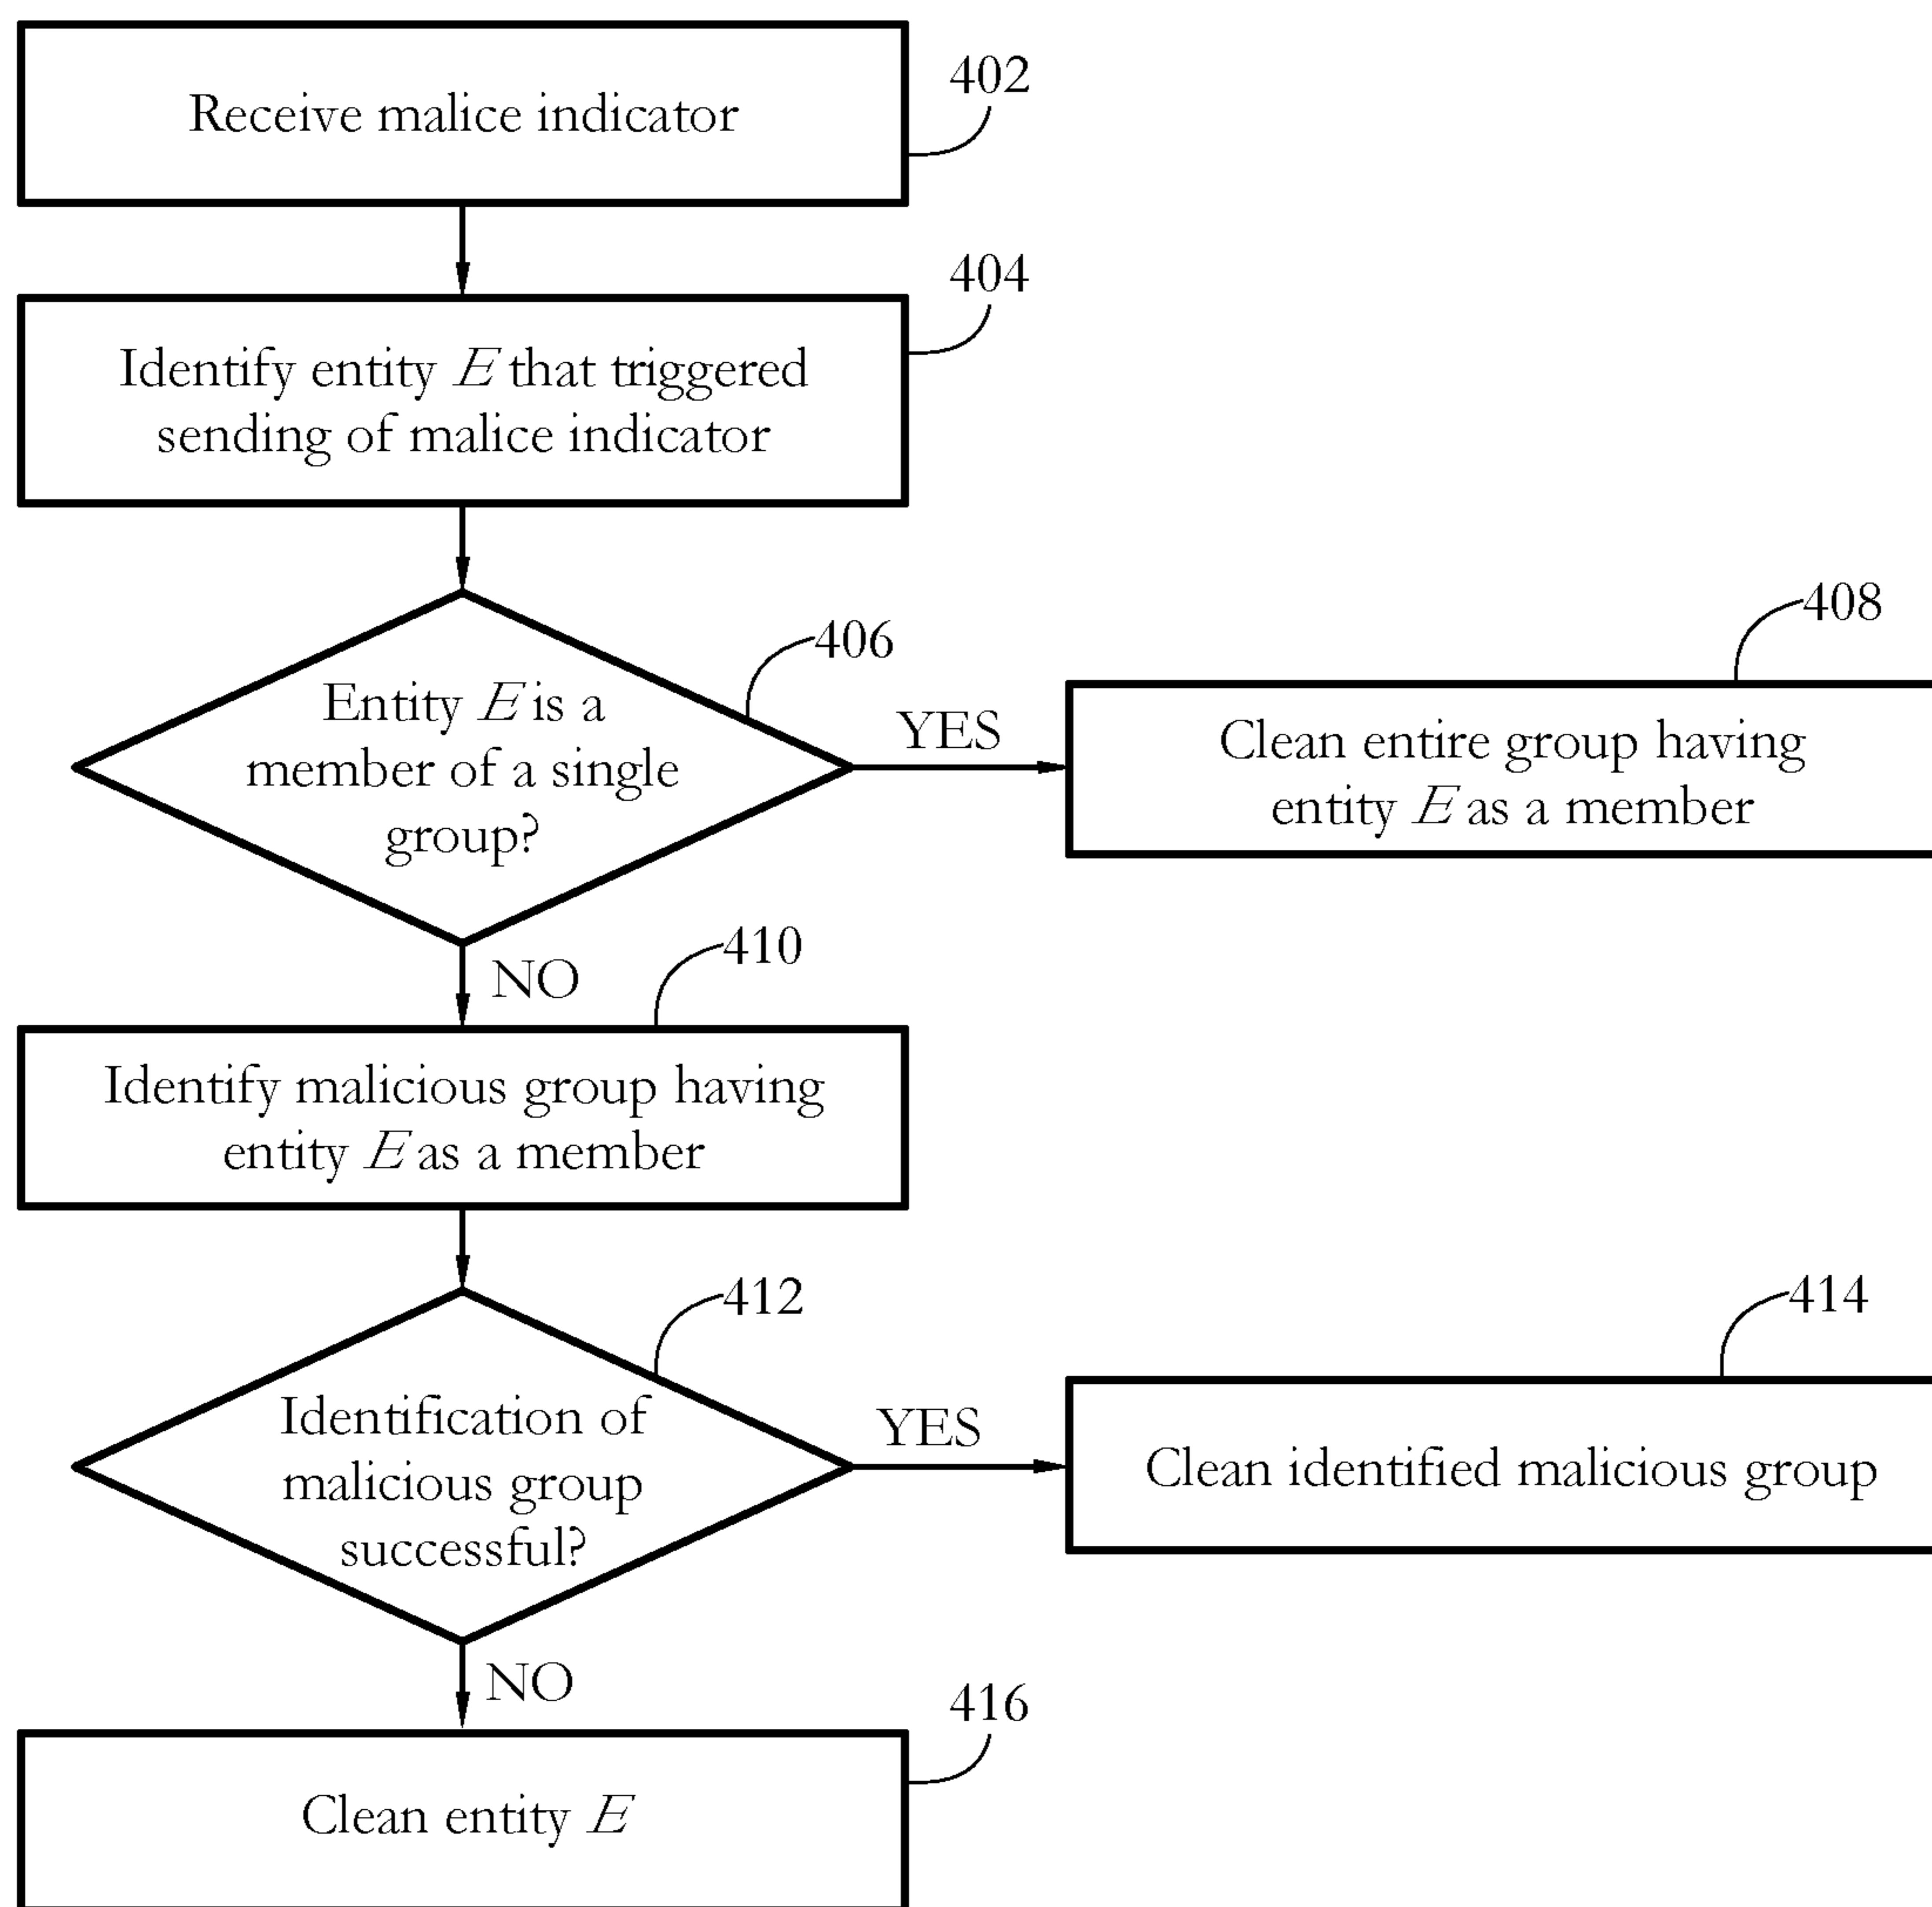 Receive malice indicator
402
404
Identify entity E that triggered
sending of malice indicator
406
Entity E is a
member of a single
group?
YES
408
Clean entire group having
entity E as a member
NO
410
Identify malicious group having
entity E as a member
412
Identification of
malicious group
successful?
YES
414
Clean identified malicious group
NO
416
Clean entity E